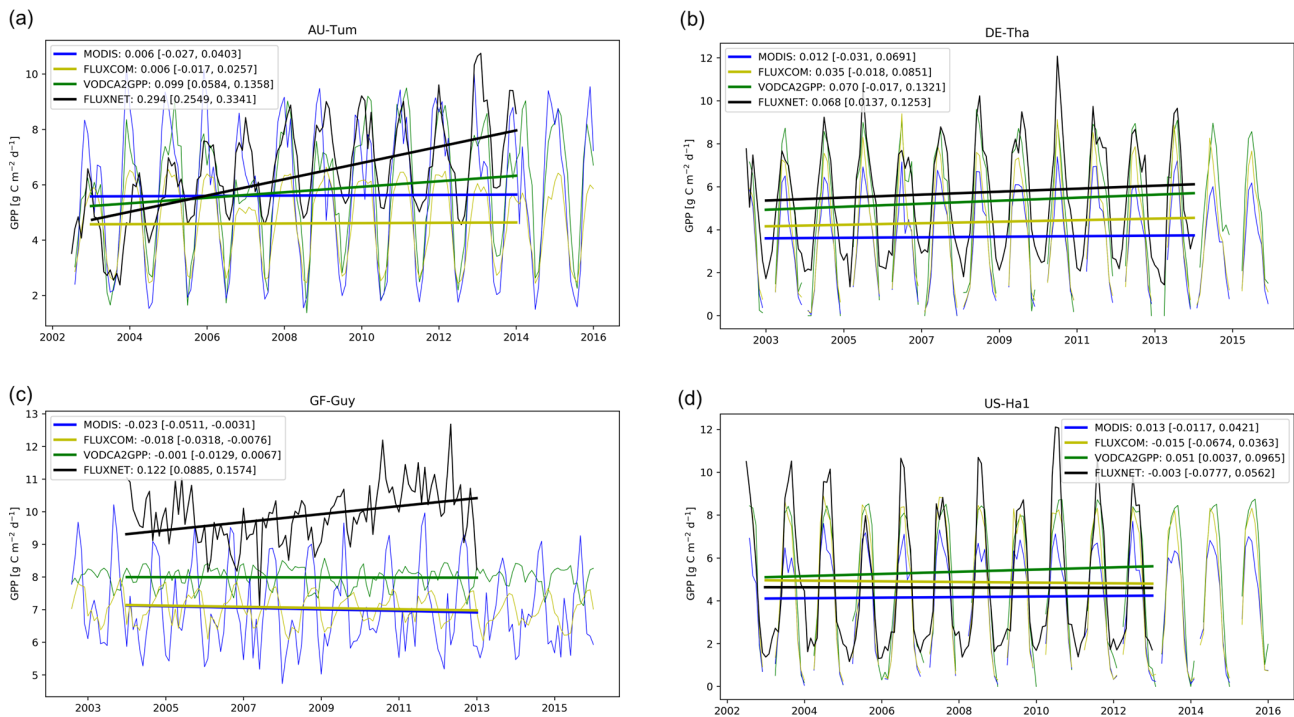 (a)
AU-Tum
MODIS: 0.006 [-0.027, 0.0403]
FLUXCOM: 0.006 [-0.017, 0.0257]
VODCA2GPP: 0.099 [0.0584, 0.1358]
FLUXNET: 0.294 [0.2549, 0.3341]
GPP [g C m⁻² d⁻¹]
10
8
6
4
2
2002 2004 2006 2008 2010 2012 2014 2016
(b)
DE-Tha
MODIS: 0.012 [-0.031, 0.0691]
FLUXCOM: 0.035 [-0.018, 0.0851]
VODCA2GPP: 0.070 [-0.017, 0.1321]
FLUXNET: 0.068 [0.0137, 0.1253]
GPP [g C m⁻² d⁻¹]
12
10
8
6
4
2
0
2003 2005 2007 2009 2011 2013 2015
(c)
GF-Guy
MODIS: -0.023 [-0.0511, -0.0031]
FLUXCOM: -0.018 [-0.0318, -0.0076]
VODCA2GPP: -0.001 [-0.0129, 0.0067]
FLUXNET: 0.122 [0.0885, 0.1574]
GPP [g C m⁻² d⁻¹]
13
12
11
10
9
8
7
6
5
2003 2005 2007 2009 2011 2013 2015
(d)
US-Ha1
MODIS: 0.013 [-0.0117, 0.0421]
FLUXCOM: -0.015 [-0.0674, 0.0363]
VODCA2GPP: 0.051 [0.0037, 0.0965]
FLUXNET: -0.003 [-0.0777, 0.0562]
GPP [g C m⁻² d⁻¹]
12
10
8
6
4
2
0
2002 2004 2006 2008 2010 2012 2014 2016